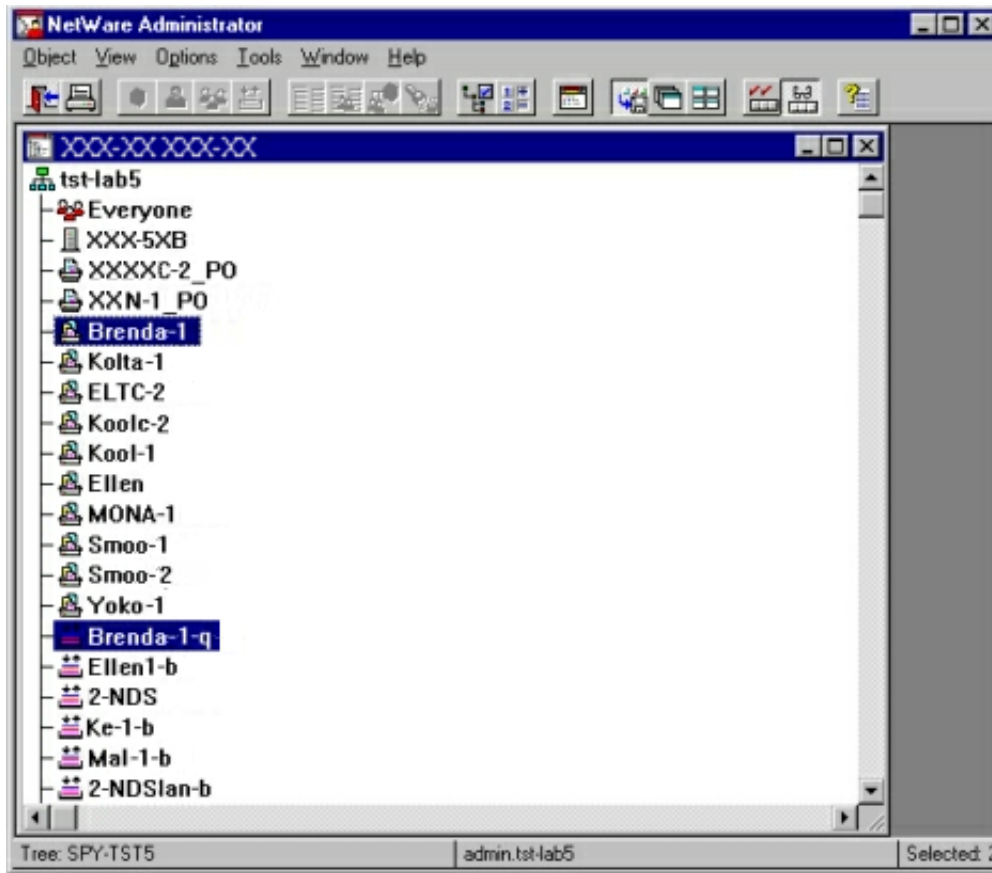 NetWare Administrator
Object View Options Tools Window Help
XXX-XX XXX-XX
tst-lab5
Everyone
XXX-5XB
XXXXC-2_PO
XXN-1_PO
Brenda-1
Kolta-1
ELTC-2
Koolc-2
Kool-1
Ellen
MONA-1
Smoo-1
Smoo-2
Yoko-1
Brenda-1-q
Ellen1-b
2-NDS
Ke-1-b
Mal-1-b
2-NDSlan-b
Tree: SPY-TST5 admin.tst-lab5 Selected: 2